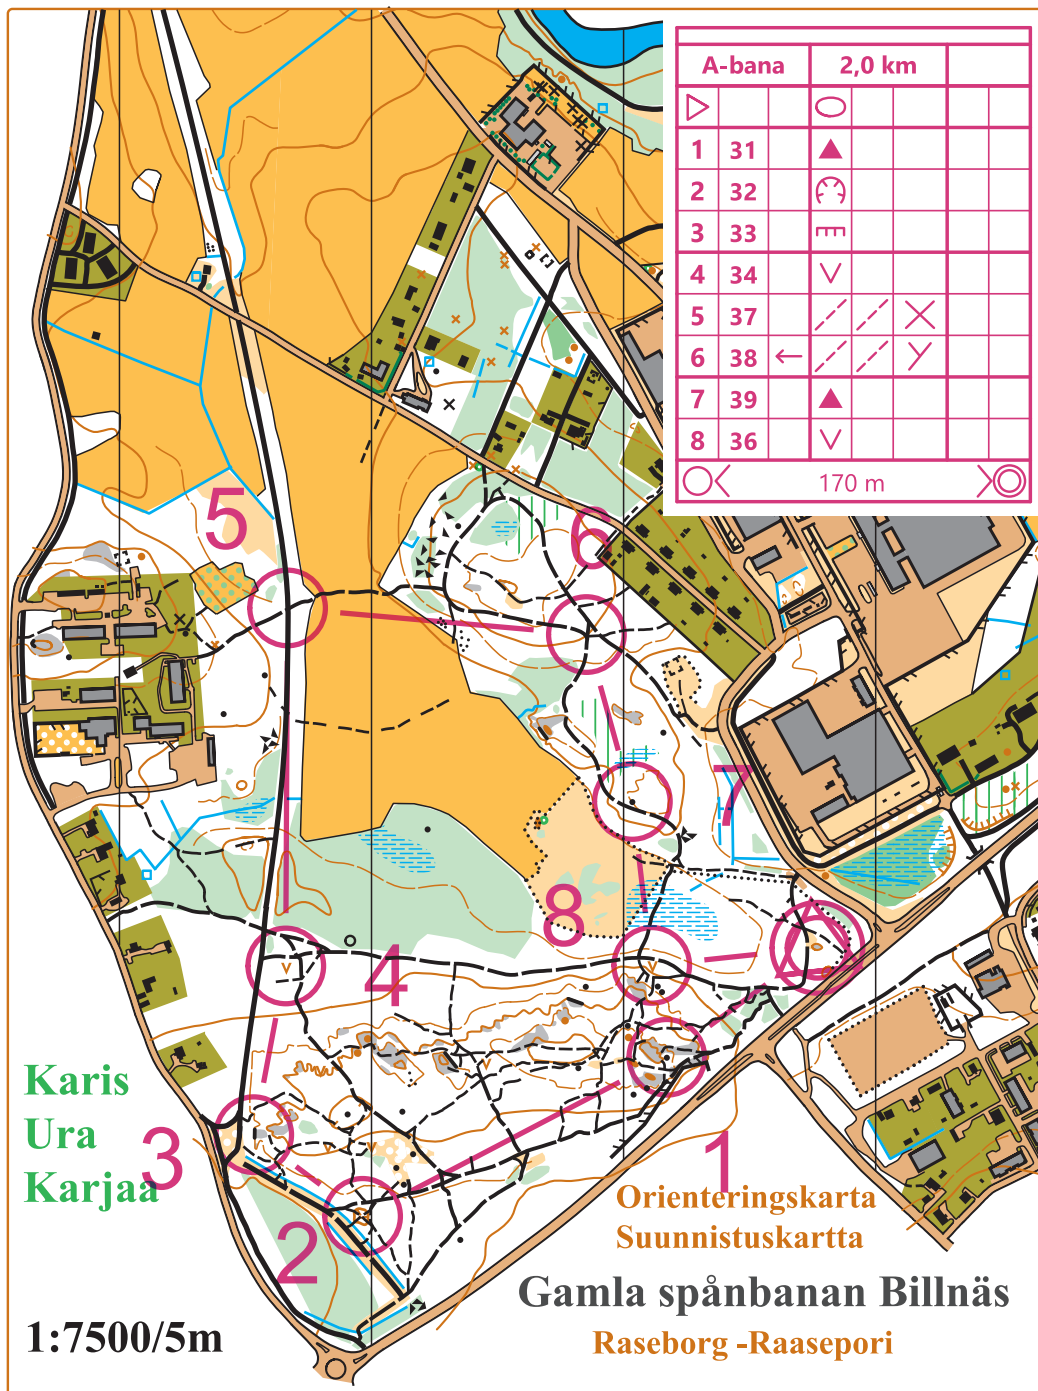 A-bana 2,0 km
1 31
2 32
3 33
4 34
5 37
6 38
7 39
8 36
170 m
5
6
7
8
4
3
1
2
Karis
Ura
Karjaa
Orienteringskarta
Suunnistuskartta
Gamla spånbanan Billnäs
Raseborg -Raasepori
1:7500/5m